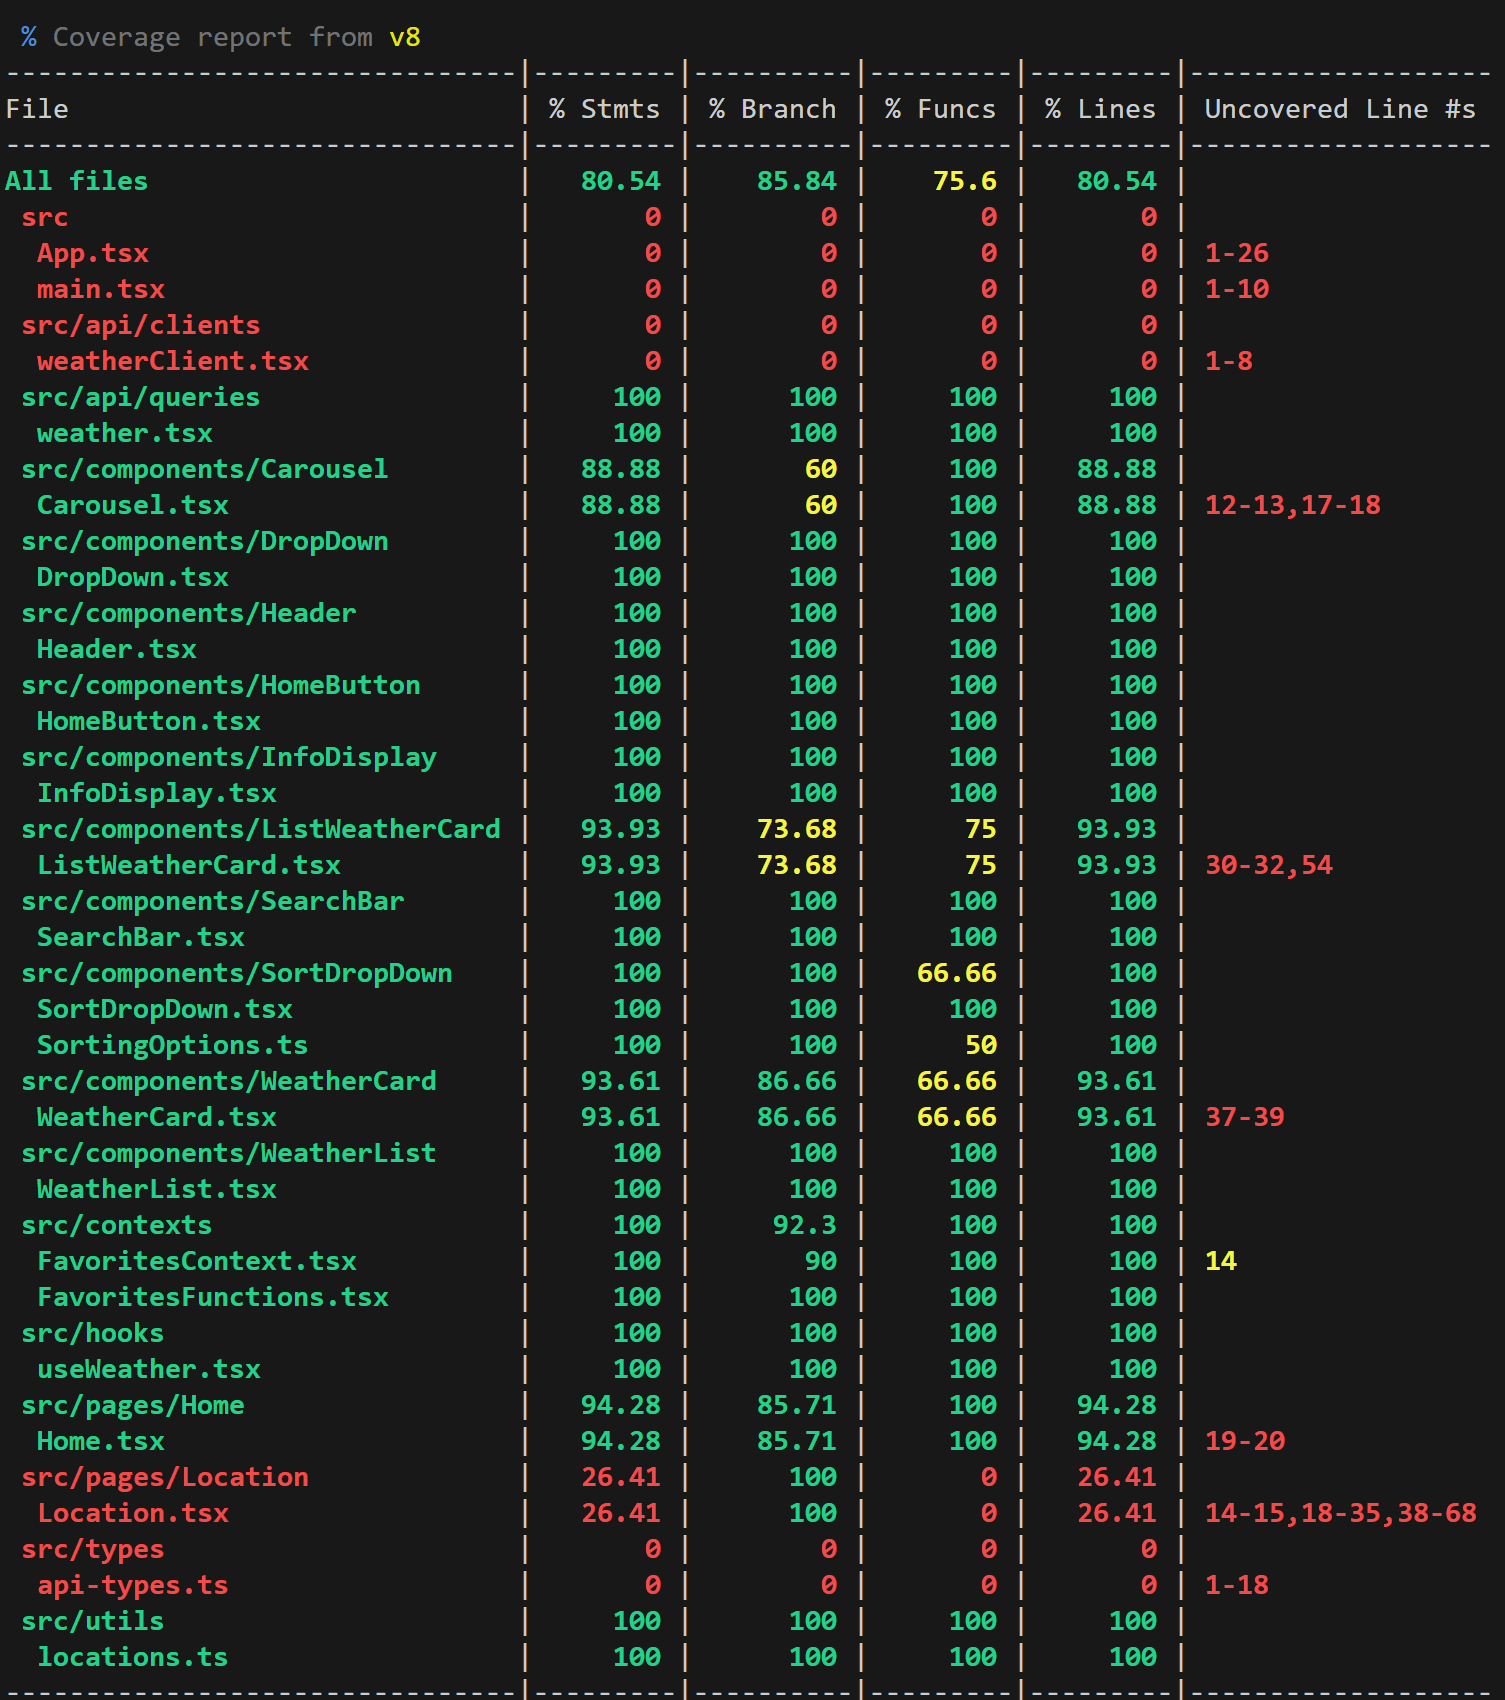 % Coverage report from v8
--------------------------------|---------|----------|---------|---------|-------------------
File                            | % Stmts | % Branch | % Funcs | % Lines | Uncovered Line #s
--------------------------------|---------|----------|---------|---------|-------------------
All files                       |   80.54 |    85.84 |    75.6 |   80.54 |
 src                            |       0 |        0 |       0 |       0 |
  App.tsx                       |       0 |        0 |       0 |       0 | 1-26
  main.tsx                      |       0 |        0 |       0 |       0 | 1-10
 src/api/clients                |       0 |        0 |       0 |       0 |
  weatherClient.tsx             |       0 |        0 |       0 |       0 | 1-8
 src/api/queries                |     100 |      100 |     100 |     100 |
  weather.tsx                   |     100 |      100 |     100 |     100 |
 src/components/Carousel        |   88.88 |       60 |     100 |   88.88 |
  Carousel.tsx                  |   88.88 |       60 |     100 |   88.88 | 12-13,17-18
 src/components/DropDown        |     100 |      100 |     100 |     100 |
  DropDown.tsx                  |     100 |      100 |     100 |     100 |
 src/components/Header          |     100 |      100 |     100 |     100 |
  Header.tsx                    |     100 |      100 |     100 |     100 |
 src/components/HomeButton      |     100 |      100 |     100 |     100 |
  HomeButton.tsx                |     100 |      100 |     100 |     100 |
 src/components/InfoDisplay     |     100 |      100 |     100 |     100 |
  InfoDisplay.tsx               |     100 |      100 |     100 |     100 |
 src/components/ListWeatherCard |   93.93 |    73.68 |      75 |   93.93 |
  ListWeatherCard.tsx           |   93.93 |    73.68 |      75 |   93.93 | 30-32,54
 src/components/SearchBar       |     100 |      100 |     100 |     100 |
  SearchBar.tsx                 |     100 |      100 |     100 |     100 |
 src/components/SortDropDown    |     100 |      100 |   66.66 |     100 |
  SortDropDown.tsx              |     100 |      100 |     100 |     100 |
  SortingOptions.ts             |     100 |      100 |      50 |     100 |
 src/components/WeatherCard     |   93.61 |    86.66 |   66.66 |   93.61 |
  WeatherCard.tsx               |   93.61 |    86.66 |   66.66 |   93.61 | 37-39
 src/components/WeatherList     |     100 |      100 |     100 |     100 |
  WeatherList.tsx               |     100 |      100 |     100 |     100 |
 src/contexts                   |     100 |     92.3 |     100 |     100 |
  FavoritesContext.tsx          |     100 |       90 |     100 |     100 | 14
  FavoritesFunctions.tsx        |     100 |      100 |     100 |     100 |
 src/hooks                      |     100 |      100 |     100 |     100 |
  useWeather.tsx                |     100 |      100 |     100 |     100 |
 src/pages/Home                 |   94.28 |    85.71 |     100 |   94.28 |
  Home.tsx                      |   94.28 |    85.71 |     100 |   94.28 | 19-20
 src/pages/Location             |   26.41 |      100 |       0 |   26.41 |
  Location.tsx                  |   26.41 |      100 |       0 |   26.41 | 14-15,18-35,38-68
 src/types                      |       0 |        0 |       0 |       0 |
  api-types.ts                  |       0 |        0 |       0 |       0 | 1-18
 src/utils                      |     100 |      100 |     100 |     100 |
  locations.ts                  |     100 |      100 |     100 |     100 |
--------------------------------|---------|----------|---------|---------|-------------------